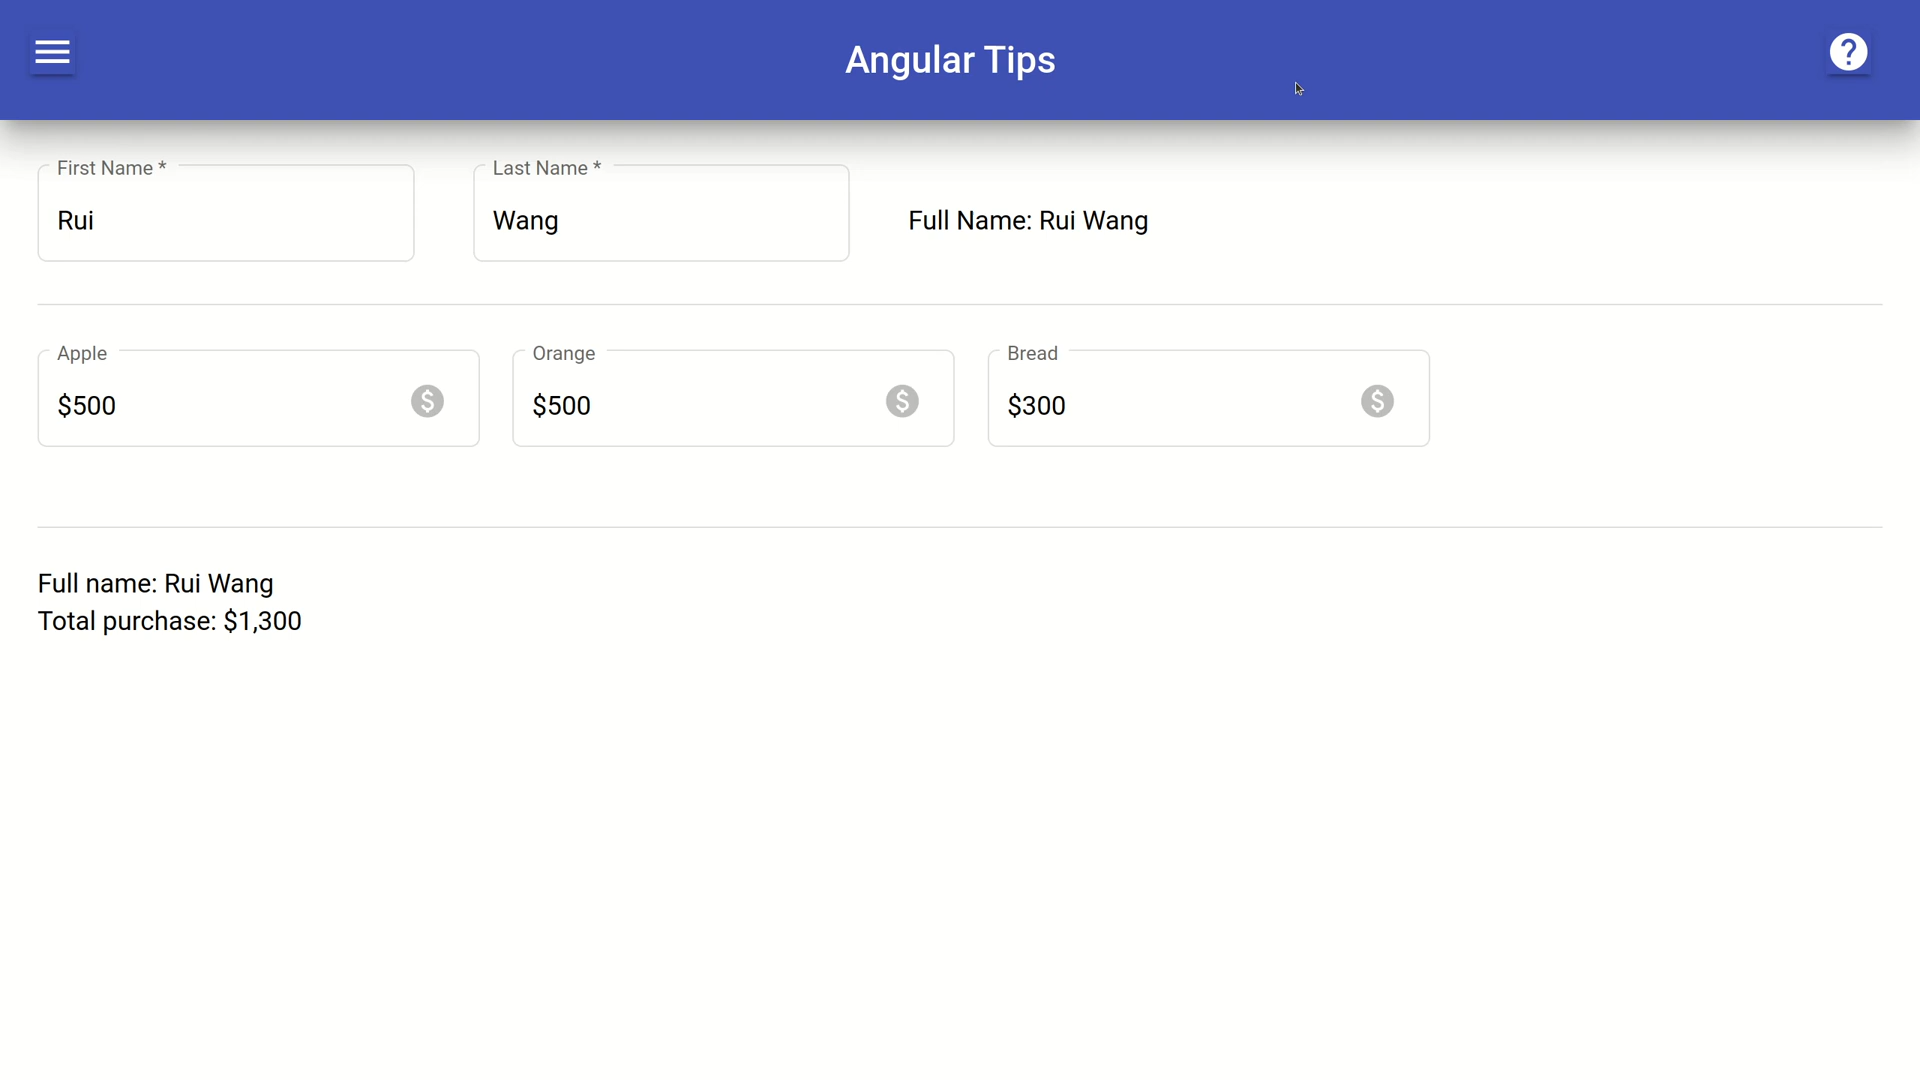 Angular Tips
First Name *
Last Name *
Rui
Wang
Full Name: Rui Wang
Apple
Orange
Bread
$500
$500
$300
Full name: Rui Wang
Total purchase: $1,300